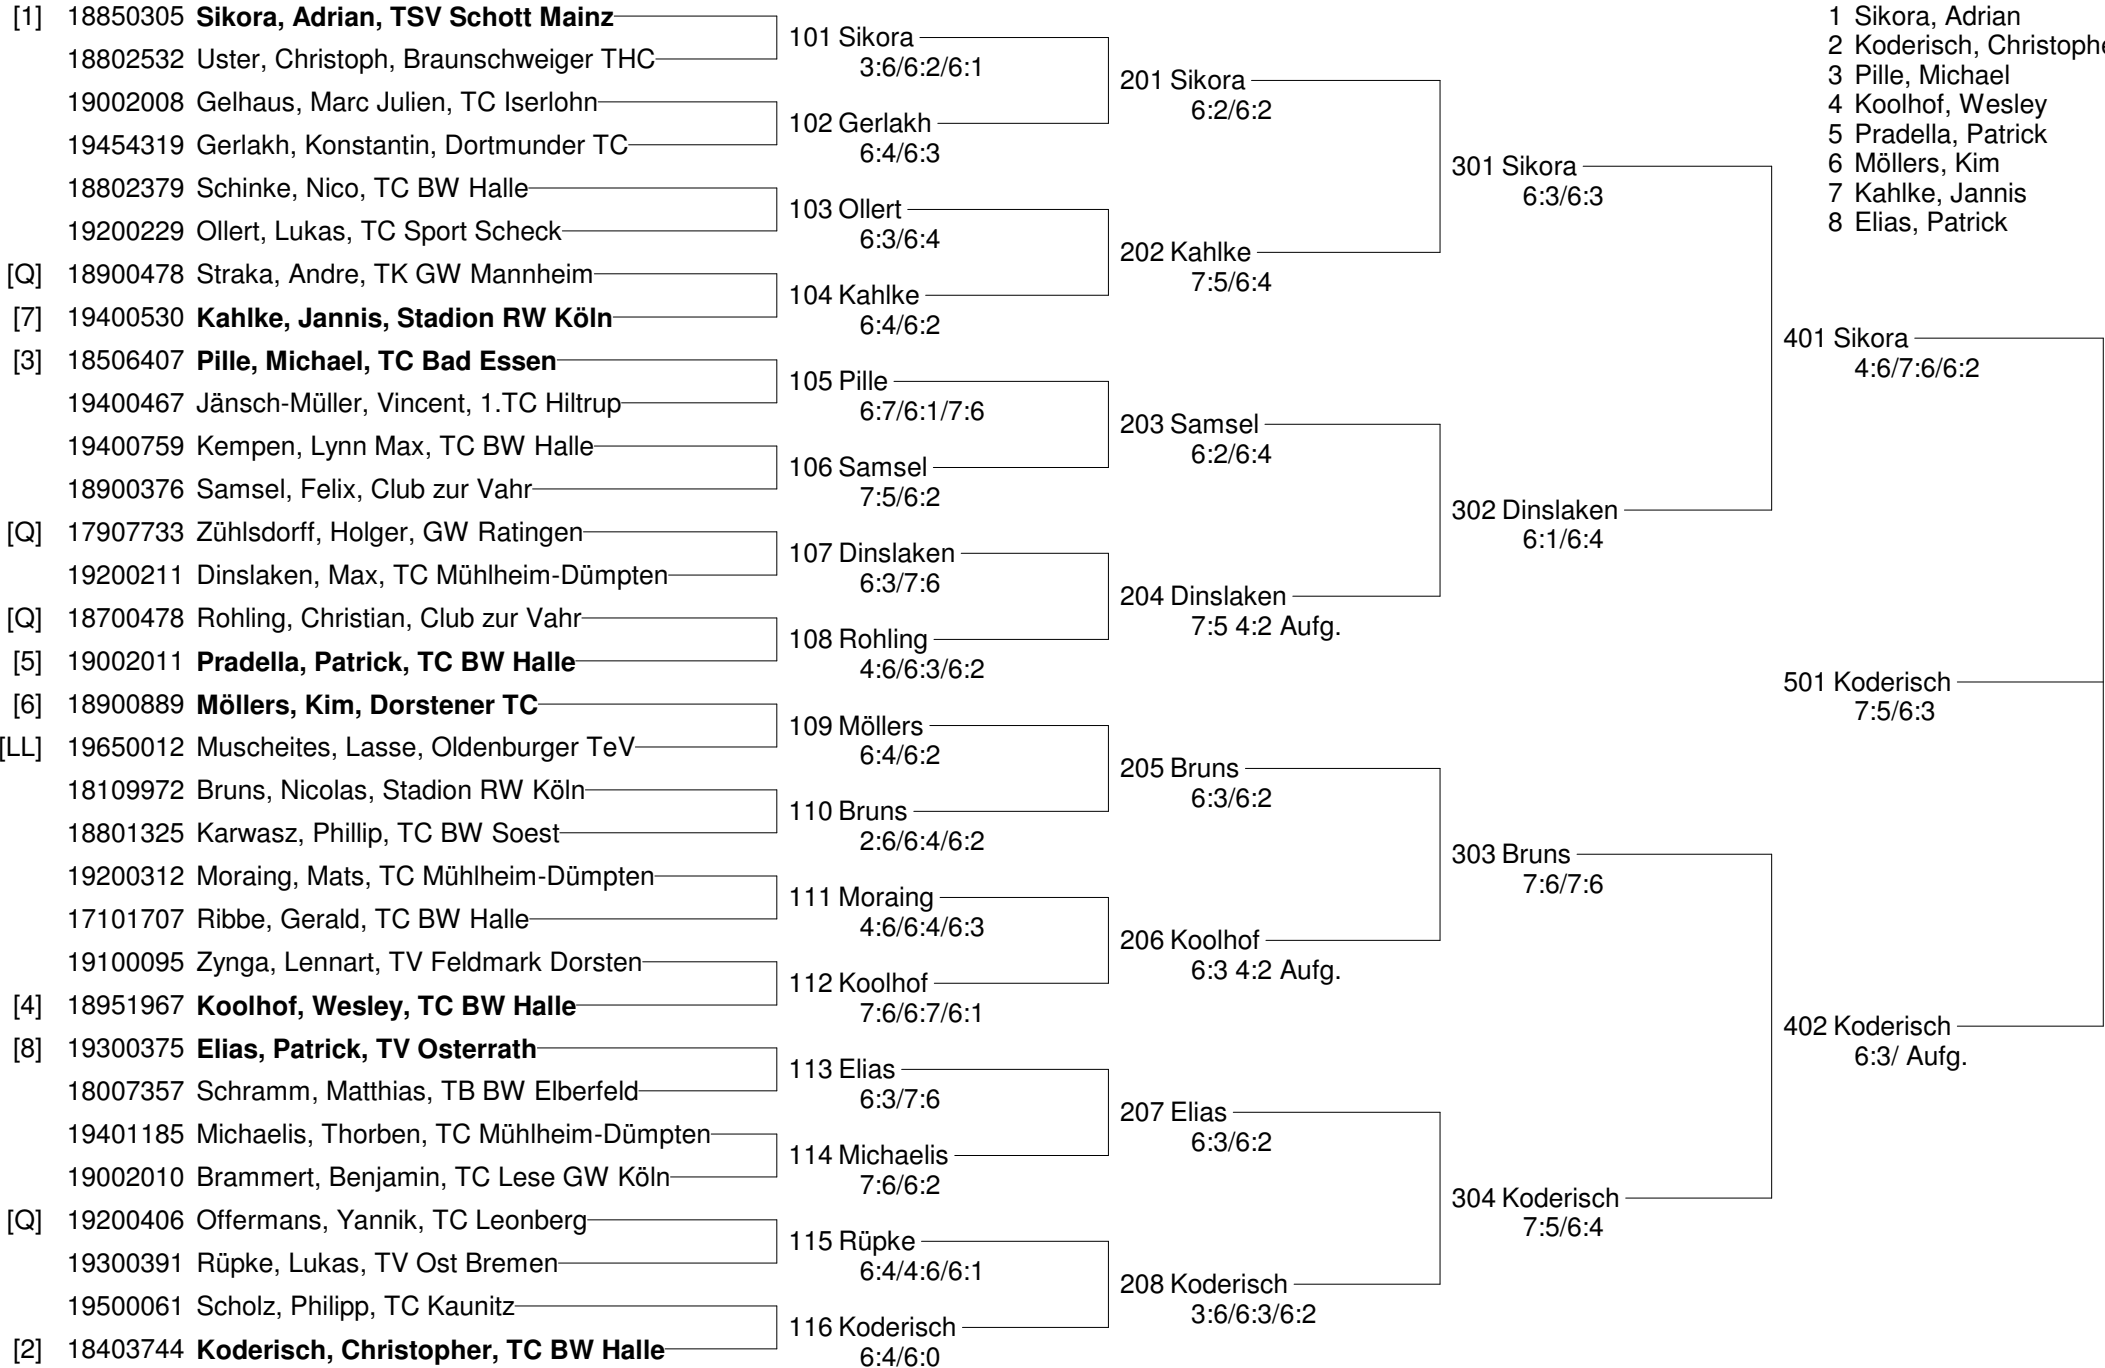 [1] 18850305 Sikora, Adrian, TSV Schott Mainz
18802532 Uster, Christoph, Braunschweiger THC
19002008 Gelhaus, Marc Julien, TC Iserlohn
19454319 Gerlakh, Konstantin, Dortmunder TC
18802379 Schinke, Nico, TC BW Halle
19200229 Ollert, Lukas, TC Sport Scheck
[Q] 18900478 Straka, Andre, TK GW Mannheim
[7] 19400530 Kahlke, Jannis, Stadion RW Köln
[3] 18506407 Pille, Michael, TC Bad Essen
19400467 Jänsch-Müller, Vincent, 1.TC Hiltrup
19400759 Kempen, Lynn Max, TC BW Halle
18900376 Samsel, Felix, Club zur Vahr
[Q] 17907733 Zühlsdorff, Holger, GW Ratingen
19200211 Dinslaken, Max, TC Mühlheim-Dümpten
[Q] 18700478 Rohling, Christian, Club zur Vahr
[5] 19002011 Pradella, Patrick, TC BW Halle
[6] 18900889 Möllers, Kim, Dorstener TC
[LL] 19650012 Muscheites, Lasse, Oldenburger TeV
18109972 Bruns, Nicolas, Stadion RW Köln
18801325 Karwasz, Phillip, TC BW Soest
19200312 Moraing, Mats, TC Mühlheim-Dümpten
17101707 Ribbe, Gerald, TC BW Halle
19100095 Zynga, Lennart, TV Feldmark Dorsten
[4] 18951967 Koolhof, Wesley, TC BW Halle
[8] 19300375 Elias, Patrick, TV Osterrath
18007357 Schramm, Matthias, TB BW Elberfeld
19401185 Michaelis, Thorben, TC Mühlheim-Dümpten
19002010 Brammert, Benjamin, TC Lese GW Köln
[Q] 19200406 Offermans, Yannik, TC Leonberg
19300391 Rüpke, Lukas, TV Ost Bremen
19500061 Scholz, Philipp, TC Kaunitz
[2] 18403744 Koderisch, Christopher, TC BW Halle
101 Sikora
3:6/6:2/6:1
102 Gerlakh
6:4/6:3
103 Ollert
6:3/6:4
104 Kahlke
6:4/6:2
105 Pille
6:7/6:1/7:6
106 Samsel
7:5/6:2
107 Dinslaken
6:3/7:6
108 Rohling
4:6/6:3/6:2
109 Möllers
6:4/6:2
110 Bruns
2:6/6:4/6:2
111 Moraing
4:6/6:4/6:3
112 Koolhof
7:6/6:7/6:1
113 Elias
6:3/7:6
114 Michaelis
7:6/6:2
115 Rüpke
6:4/4:6/6:1
116 Koderisch
6:4/6:0
201 Sikora
6:2/6:2
202 Kahlke
7:5/6:4
203 Samsel
6:2/6:4
204 Dinslaken
7:5 4:2 Aufg.
205 Bruns
6:3/6:2
206 Koolhof
6:3 4:2 Aufg.
207 Elias
6:3/6:2
208 Koderisch
3:6/6:3/6:2
301 Sikora
6:3/6:3
302 Dinslaken
6:1/6:4
303 Bruns
7:6/7:6
304 Koderisch
7:5/6:4
401 Sikora
4:6/7:6/6:2
402 Koderisch
6:3/ Aufg.
501 Koderisch
7:5/6:3
1 Sikora, Adrian
2 Koderisch, Christophe
3 Pille, Michael
4 Koolhof, Wesley
5 Pradella, Patrick
6 Möllers, Kim
7 Kahlke, Jannis
8 Elias, Patrick